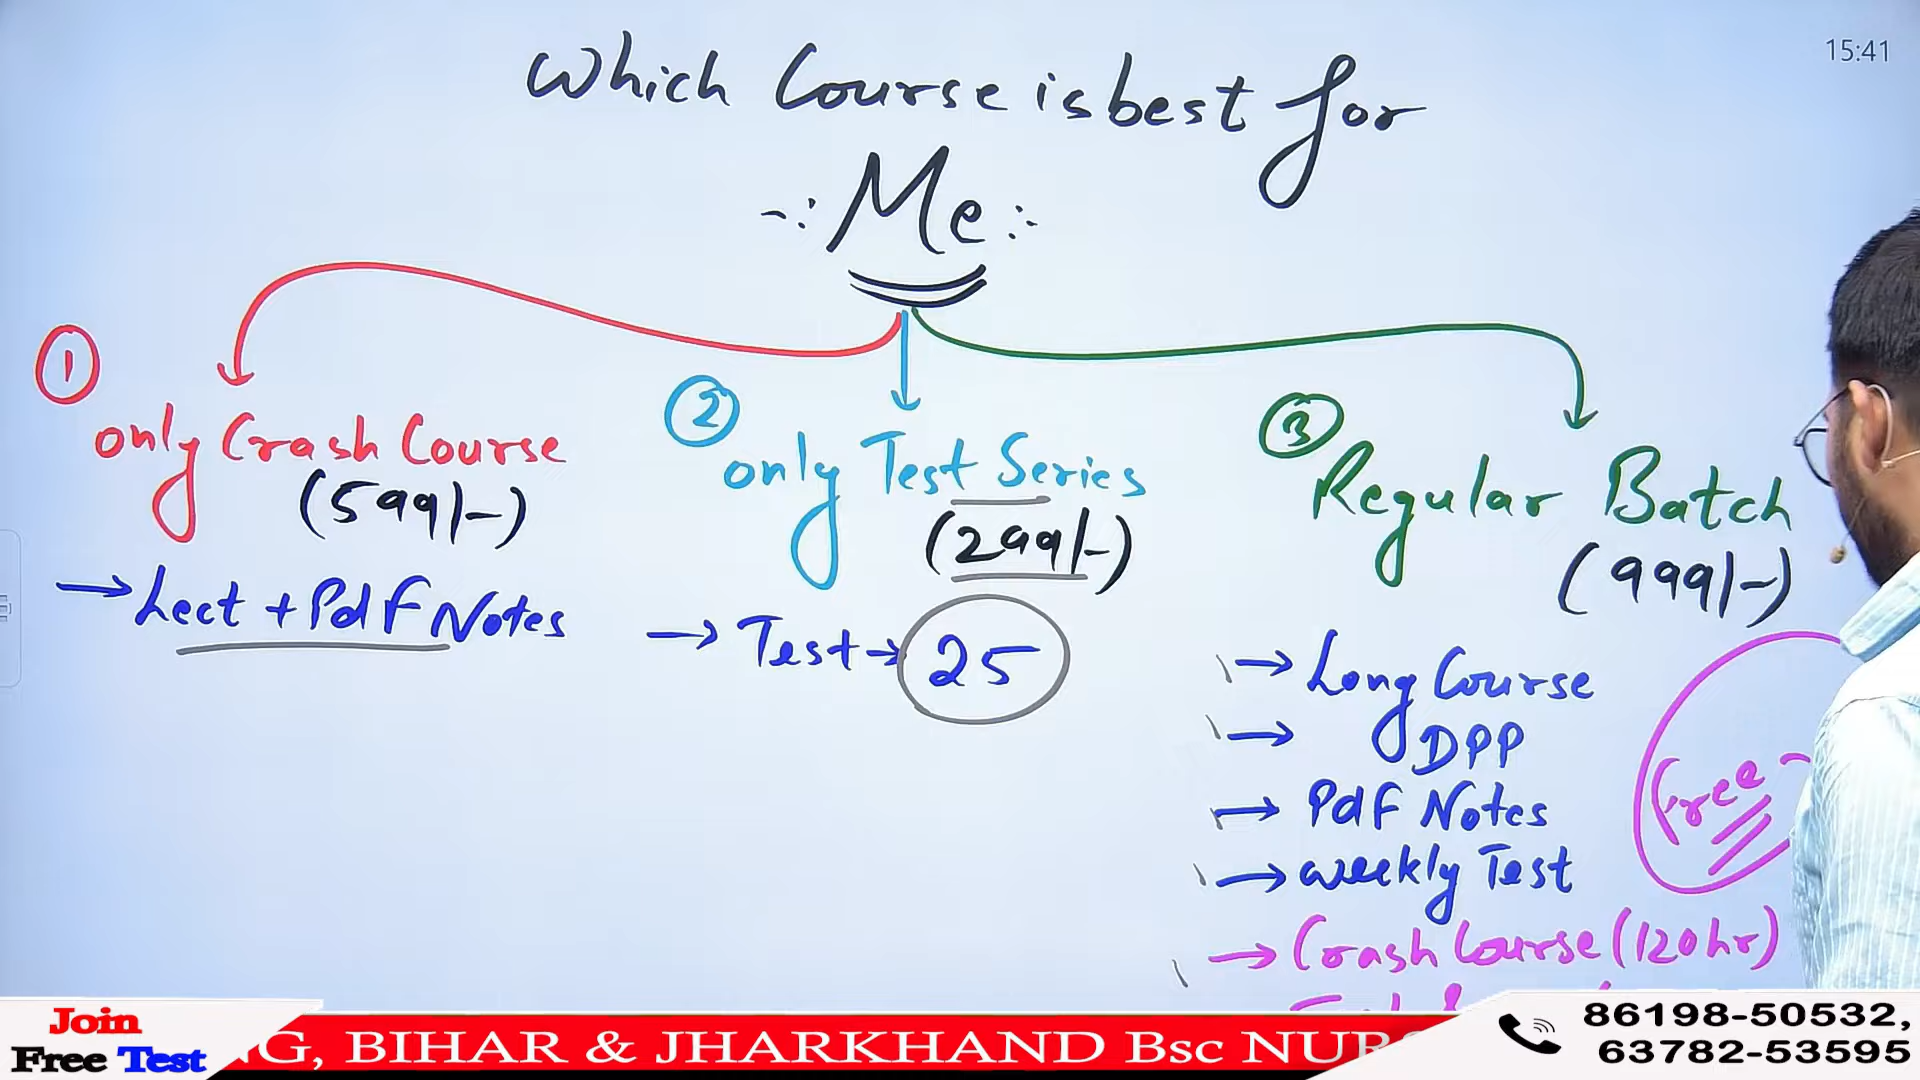 15:41
Which Course is best for
Me
1
only Crash Course
(599/-)
→ Lect + Pdf Notes
2
only Test Series
(299/-)
→ Test → 25
3
Regular Batch
(999/-)
→ Long Course
→ DPP
→ Pdf Notes
→ weekly Test
Free
→ Crash Course (120hr)
Join
Free Test
NG, BIHAR & JHARKHAND Bsc NURS
86198-50532,
63782-53595